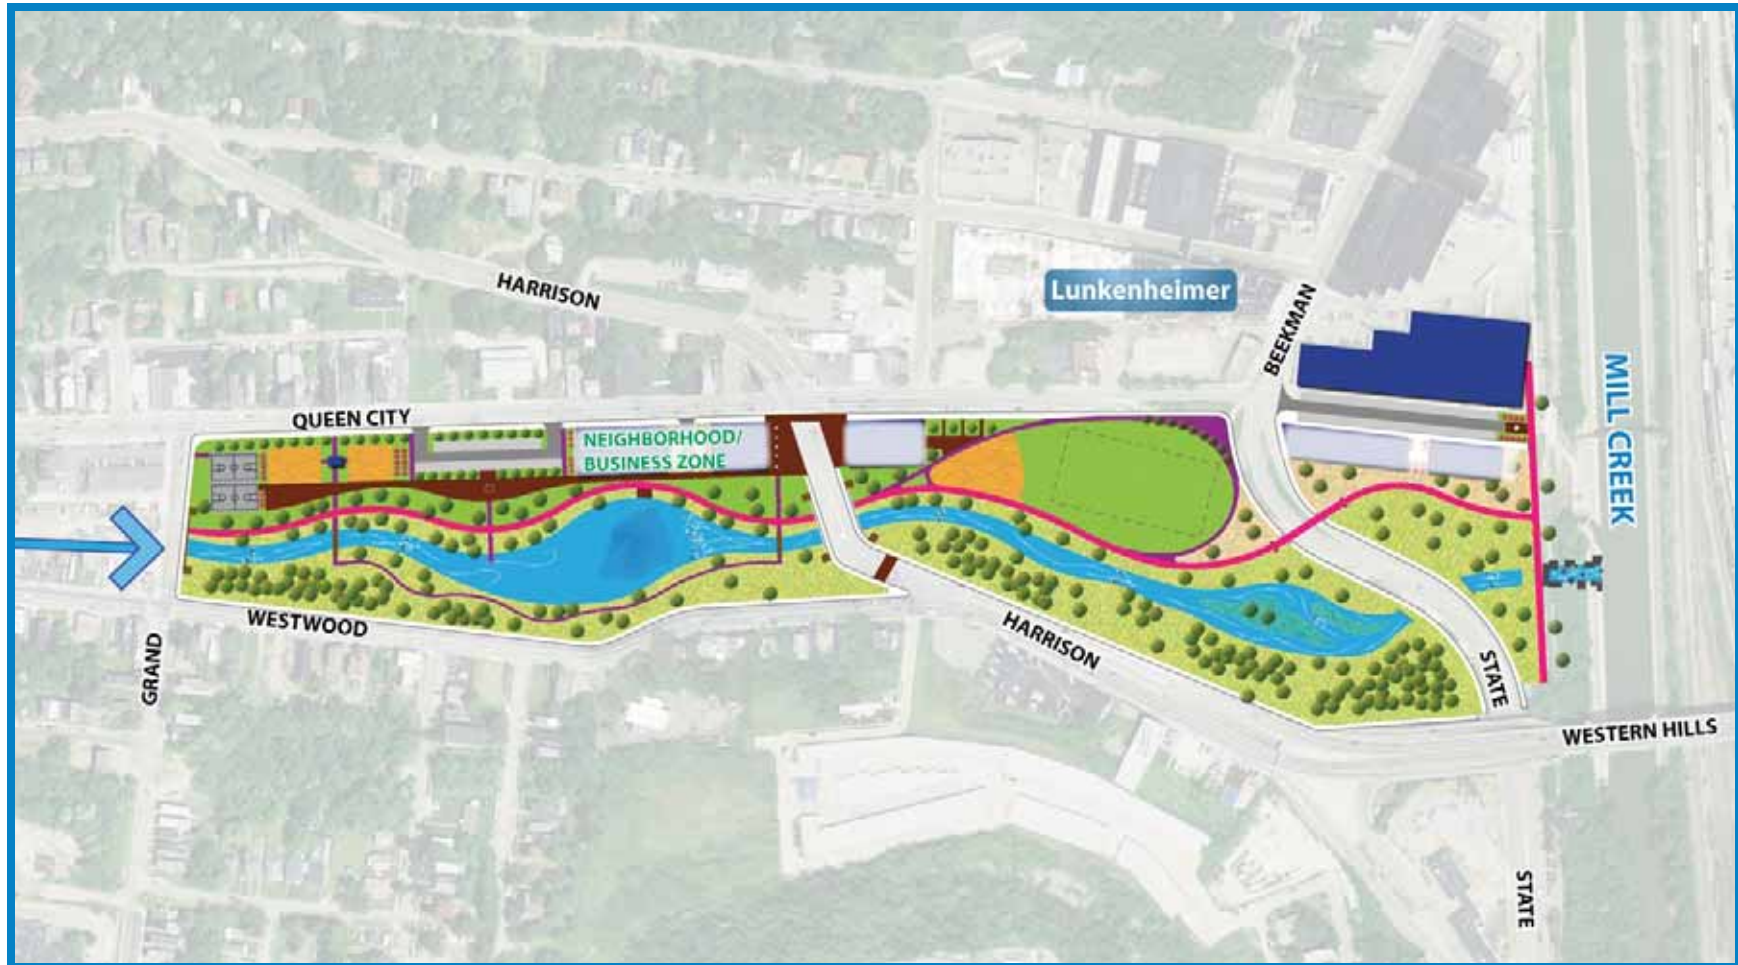 HARRISON
Lunkenheimer
BEEKMAN
MILL CREEK
QUEEN CITY
NEIGHBORHOOD/
BUSINESS ZONE
WESTWOOD
GRAND
HARRISON
STATE
WESTERN HILLS
STATE